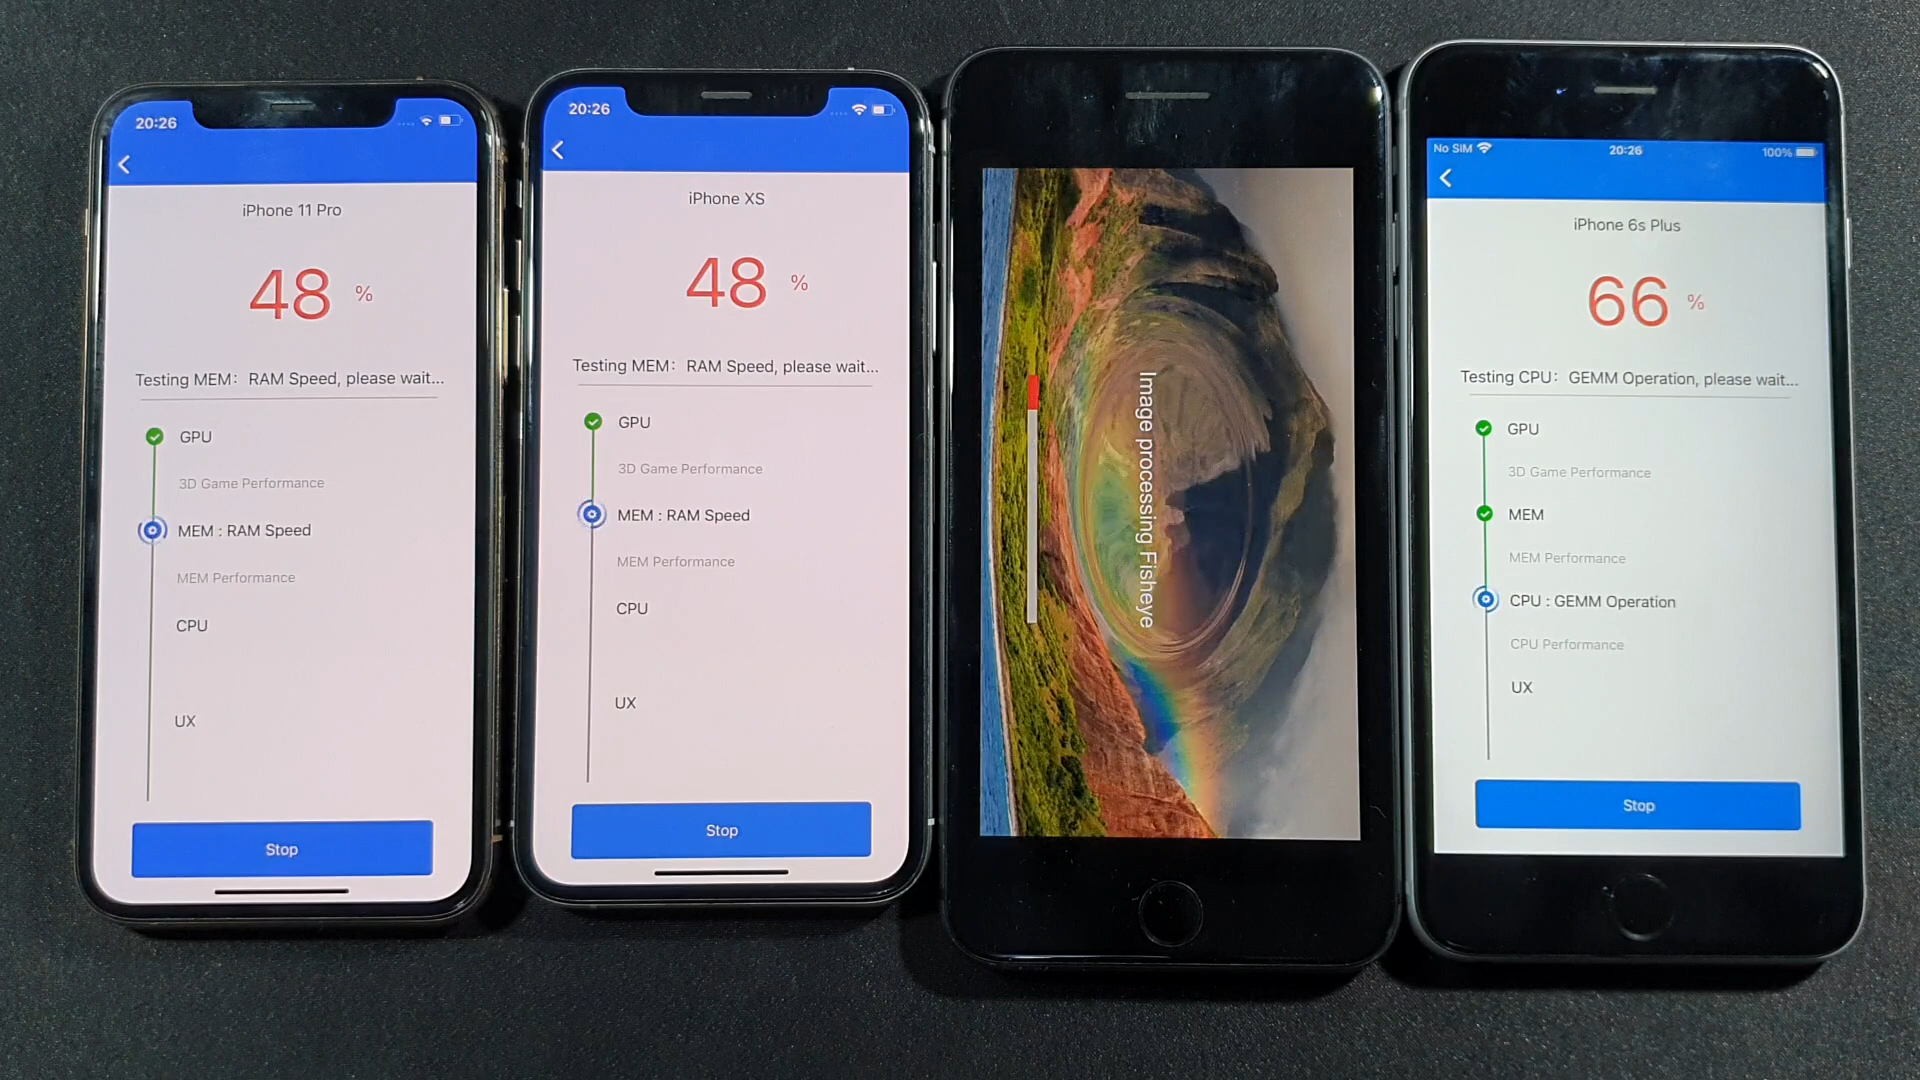 20:26
iPhone 11 Pro
48 %
Testing MEM: RAM Speed, please wait...
GPU
3D Game Performance
MEM : RAM Speed
MEM Performance
CPU
UX
Stop
20:26
iPhone XS
48 %
Testing MEM: RAM Speed, please wait...
GPU
3D Game Performance
MEM : RAM Speed
MEM Performance
CPU
UX
Stop
Image processing Fisheye
No SIM 20:26 100%
iPhone 6s Plus
66 %
Testing CPU: GEMM Operation, please wait...
GPU
3D Game Performance
MEM
MEM Performance
CPU : GEMM Operation
CPU Performance
UX
Stop